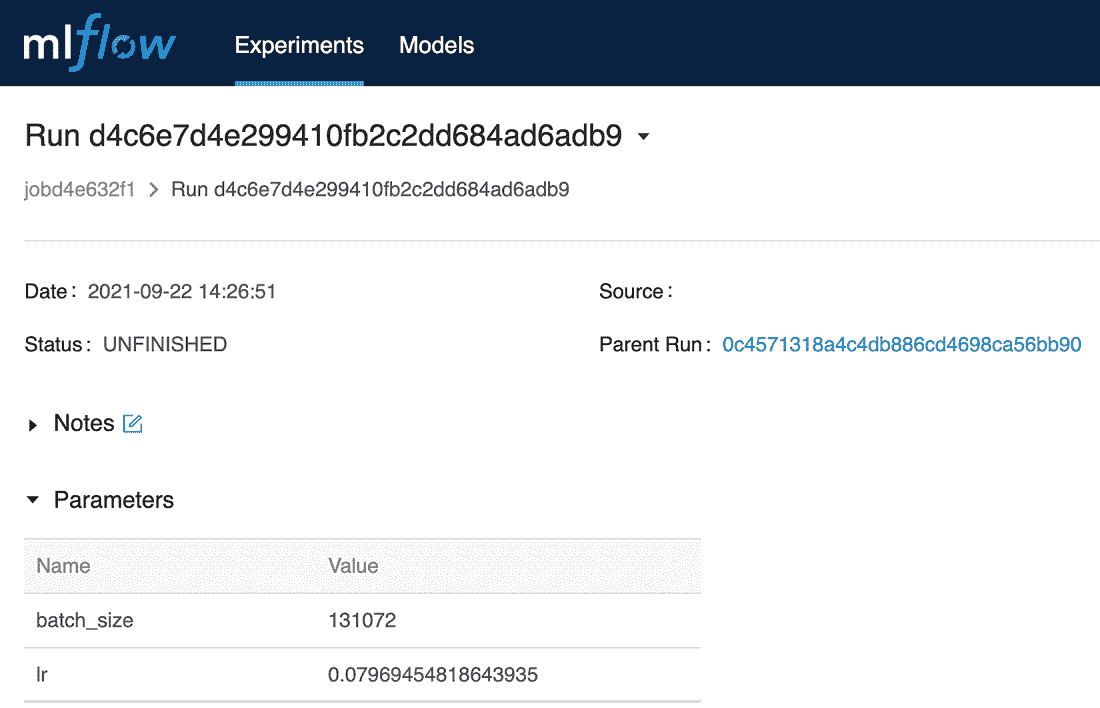 mlflow Experiments Models
Run d4c6e7d4e299410fb2c2dd684ad6adb9
jobd4e632f1 > Run d4c6e7d4e299410fb2c2dd684ad6adb9
Date: 2021-09-22 14:26:51 Source:
Status: UNFINISHED Parent Run: 0c4571318a4c4db886cd4698ca56bb90
Notes
Parameters
Name Value
batch_size 131072
lr 0.07969454818643935